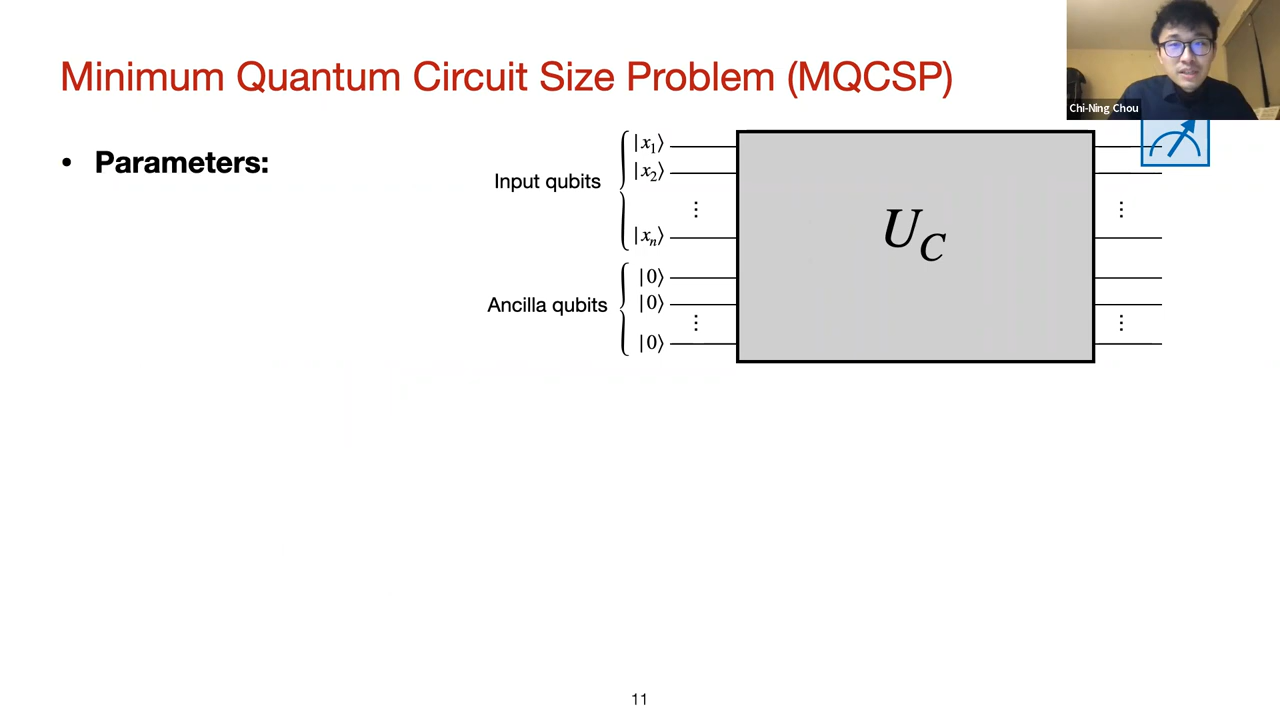 Minimum Quantum Circuit Size Problem (MQCSP)
Chi-Ning Chou
• Parameters:
Input qubits
|x₁⟩
|x₂⟩
⋮
|xₙ⟩
Ancilla qubits
|0⟩
|0⟩
⋮
|0⟩
U_C
⋮
⋮
11